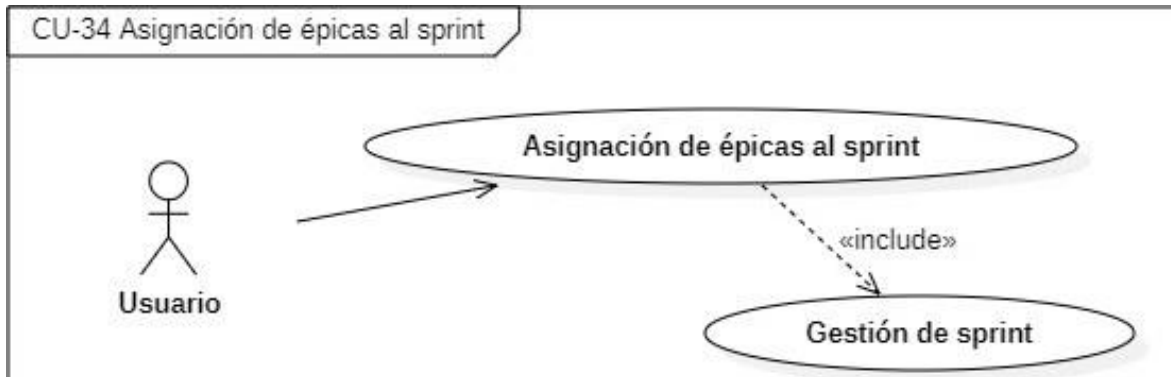 CU-34 Asignación de épicas al sprint
Asignación de épicas al sprint
«include»
Usuario
Gestión de sprint